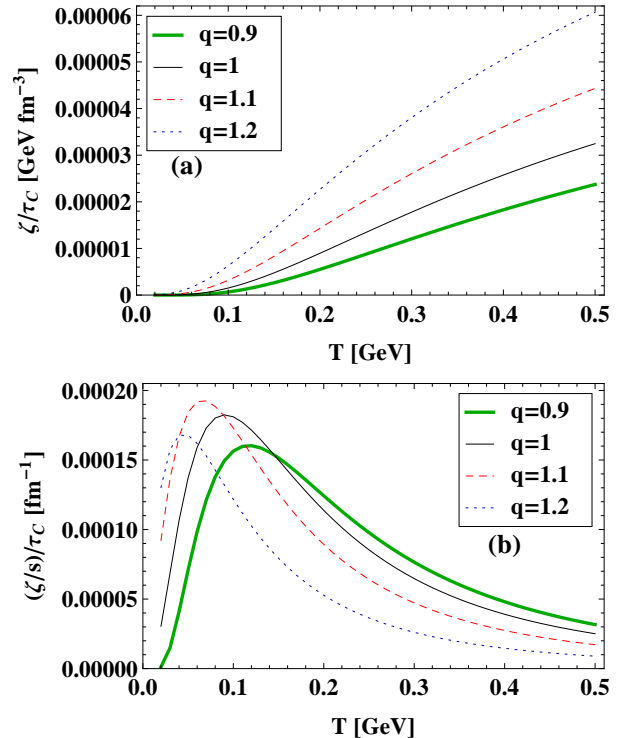 0.00006
0.00005
0.00004
0.00003
0.00002
0.00001
0
ζ/τC [GeV fm−3]
q=0.9
q=1
q=1.1
q=1.2
(a)
0.0 0.1 0.2 0.3 0.4 0.5
T [GeV]
0.00020
0.00015
0.00010
0.00005
0.00000
(ζ/s)/τC [fm−1]
q=0.9
q=1
q=1.1
q=1.2
(b)
0.0 0.1 0.2 0.3 0.4 0.5
T [GeV]